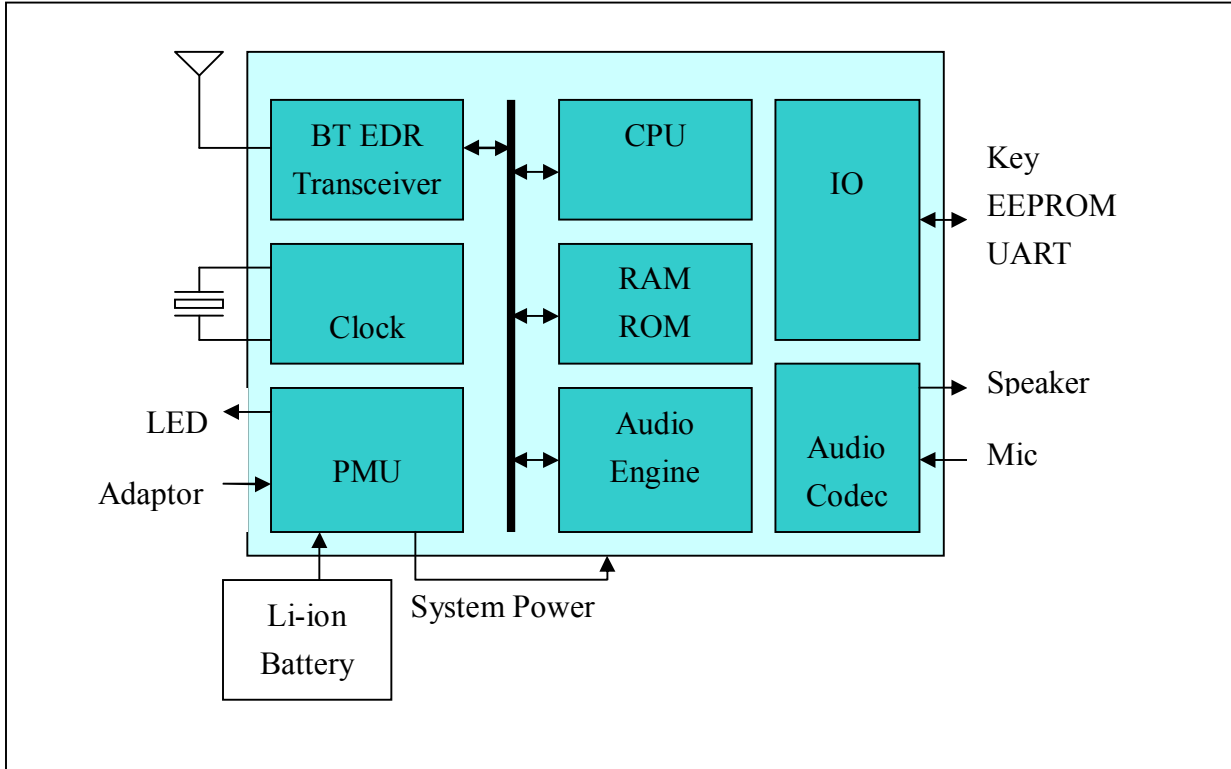 BT EDR
Transceiver
CPU
IO
Key
EEPROM
UART
Clock
RAM
ROM
LED
Adaptor
PMU
Audio
Engine
Audio
Codec
Speaker
Mic
Li-ion
Battery
System Power